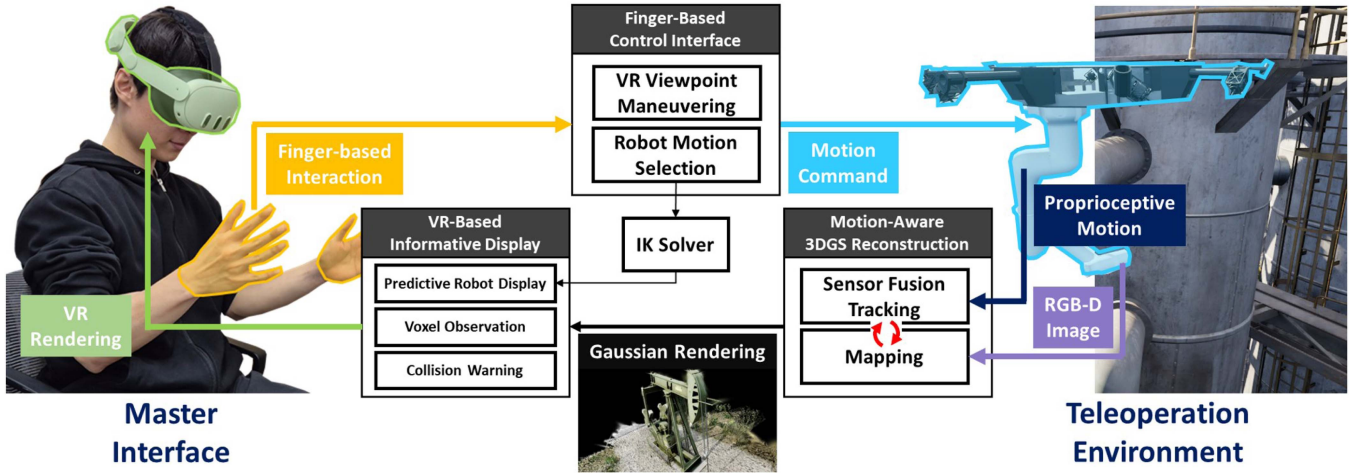 Finger-Based
Control Interface
VR Viewpoint
Maneuvering
Robot Motion
Selection
Finger-based
Interaction
Motion
Command
IK Solver
VR-Based
Informative Display
Predictive Robot Display
Voxel Observation
Collision Warning
VR
Rendering
Motion-Aware
3DGS Reconstruction
Sensor Fusion
Tracking
Mapping
Proprioceptive
Motion
RGB-D
Image
Gaussian Rendering
Master
Interface
Teleoperation
Environment